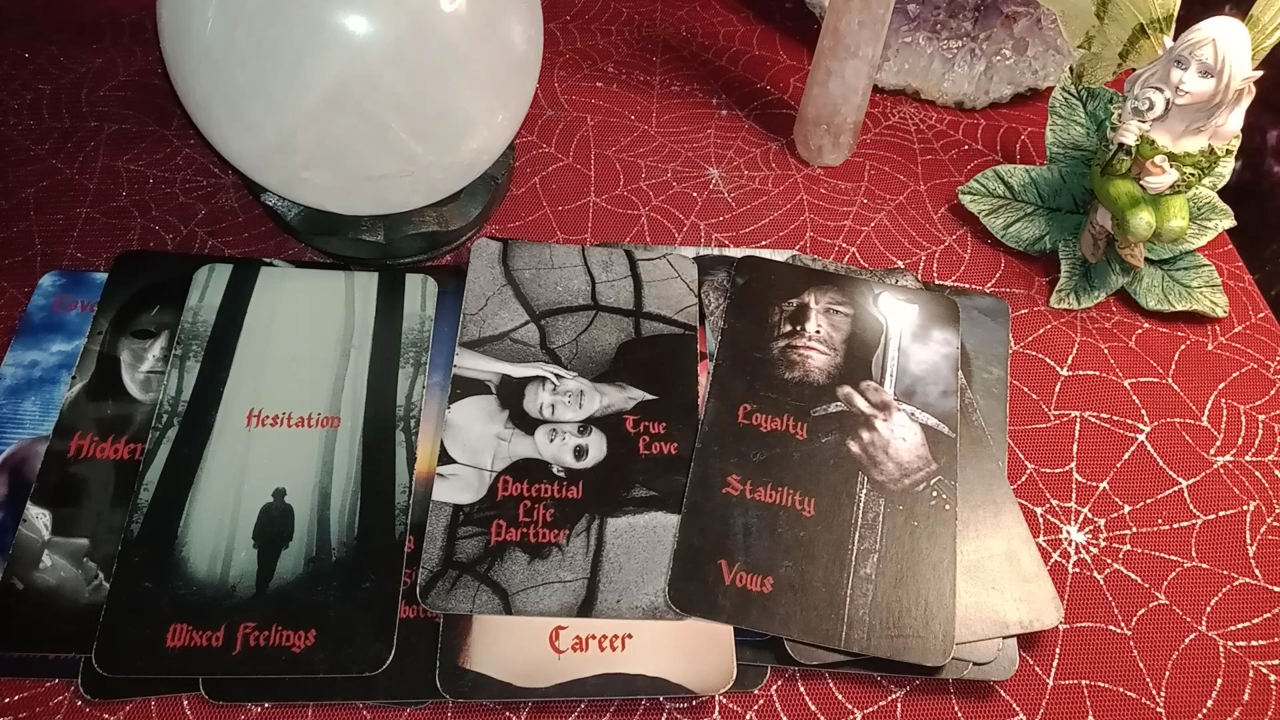 Hidden
Hesitation
Mixed Feelings
True
Love
Potential
Life
Partner
Career
Loyalty
Stability
Vows